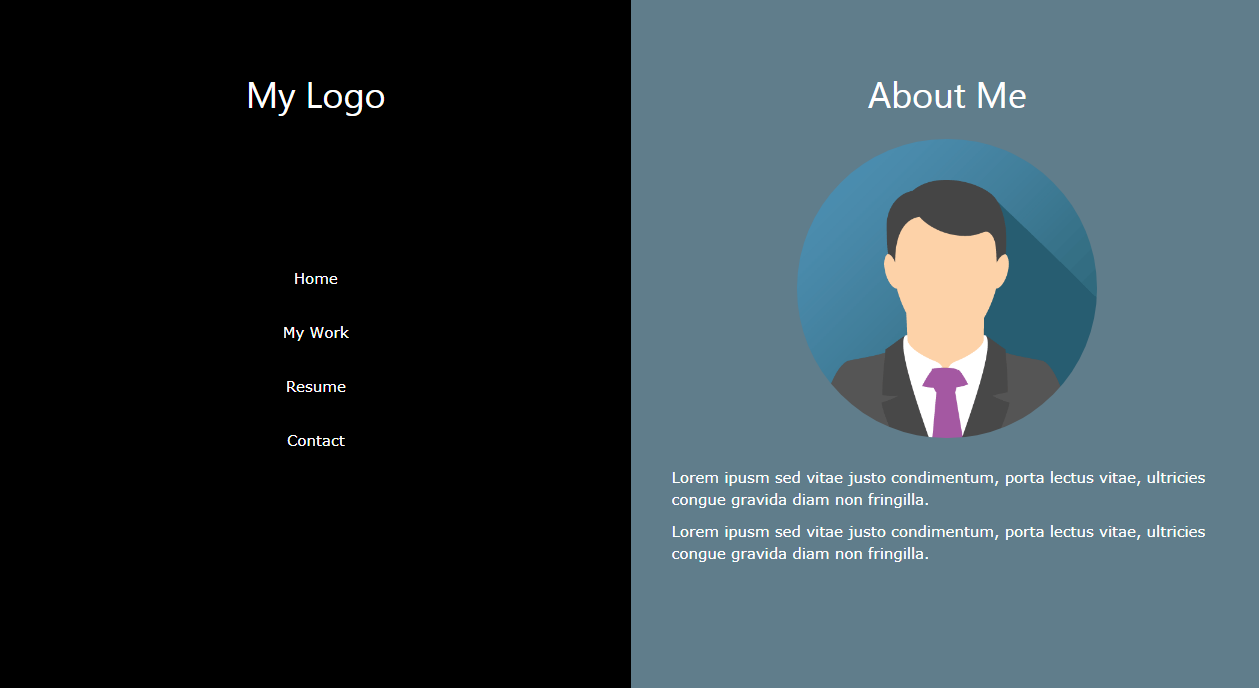 My Logo
Home
My Work
Resume
Contact
About Me
Lorem ipusm sed vitae justo condimentum, porta lectus vitae, ultricies
congue gravida diam non fringilla.
Lorem ipusm sed vitae justo condimentum, porta lectus vitae, ultricies
congue gravida diam non fringilla.